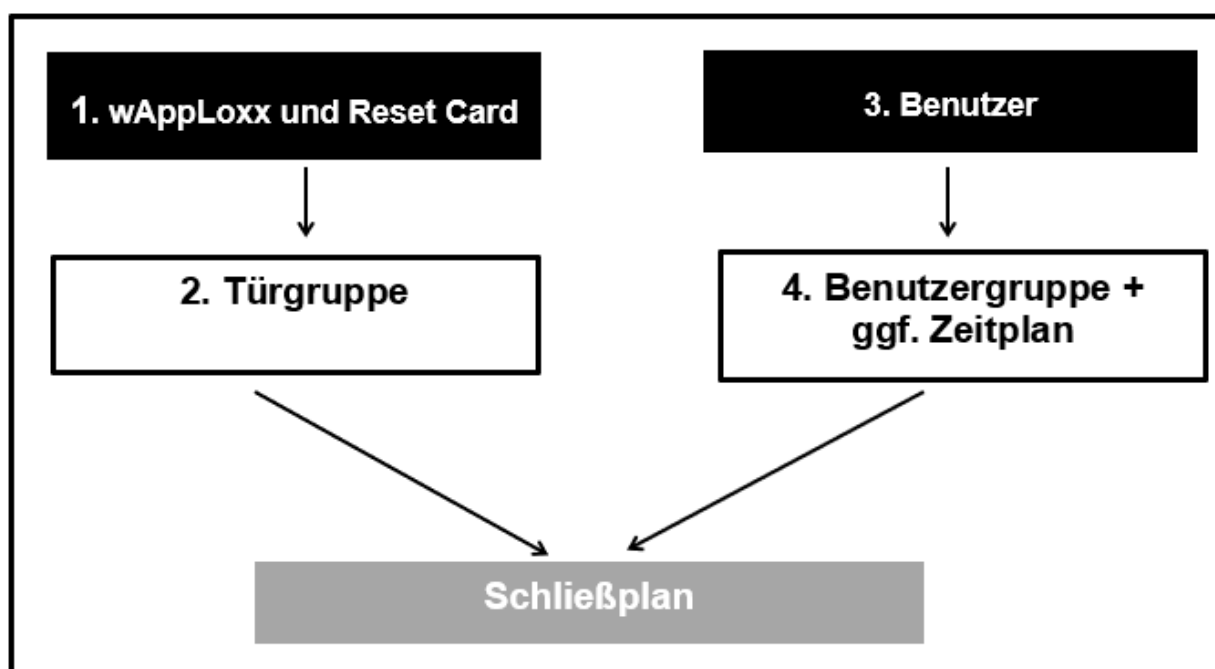 1. wAppLoxx und Reset Card
3. Benutzer
2. Türgruppe
4. Benutzergruppe +
ggf. Zeitplan
Schließplan